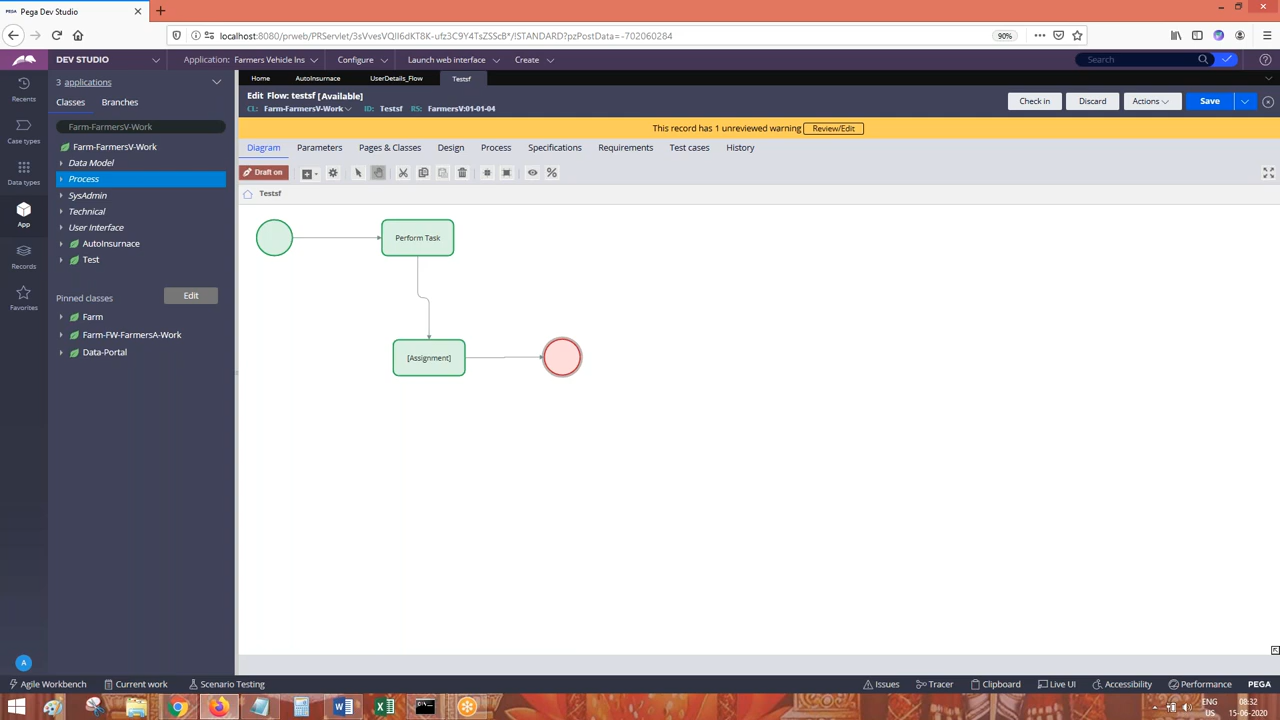 Pega Dev Studio
localhost:8080/prweb/PRServlet/3sVvesVQII6dKT8K-ufz3C9Y4TsZSScB*/!STANDARD?pzPostData=-702060284
90%
DEV STUDIO
Application: Farmers Vehicle Ins
Configure
Launch web interface
Create
Search
Recents
Case types
Data types
App
Records
Favorites
A
3 applications
Classes
Branches
Farm-FarmersV-Work
Farm-FarmersV-Work
Data Model
Process
SysAdmin
Technical
User Interface
AutoInsurnace
Test
Pinned classes
Edit
Farm
Farm-FW-FarmersA-Work
Data-Portal
Home
AutoInsurnace
UserDetails_Flow
Testsf
Edit Flow: testsf [Available]
CL: Farm-FarmersV-Work ID: Testsf RS: FarmersV:01-01-04
Check in
Discard
Actions
Save
This record has 1 unreviewed warning Review/Edit
Diagram
Parameters
Pages & Classes
Design
Process
Specifications
Requirements
Test cases
History
Draft on
Testsf
Perform Task
[Assignment]
Agile Workbench
Current work
Scenario Testing
Issues
Tracer
Clipboard
Live UI
Accessibility
Performance
PEGA
ENG
US
08:32
15-06-2020